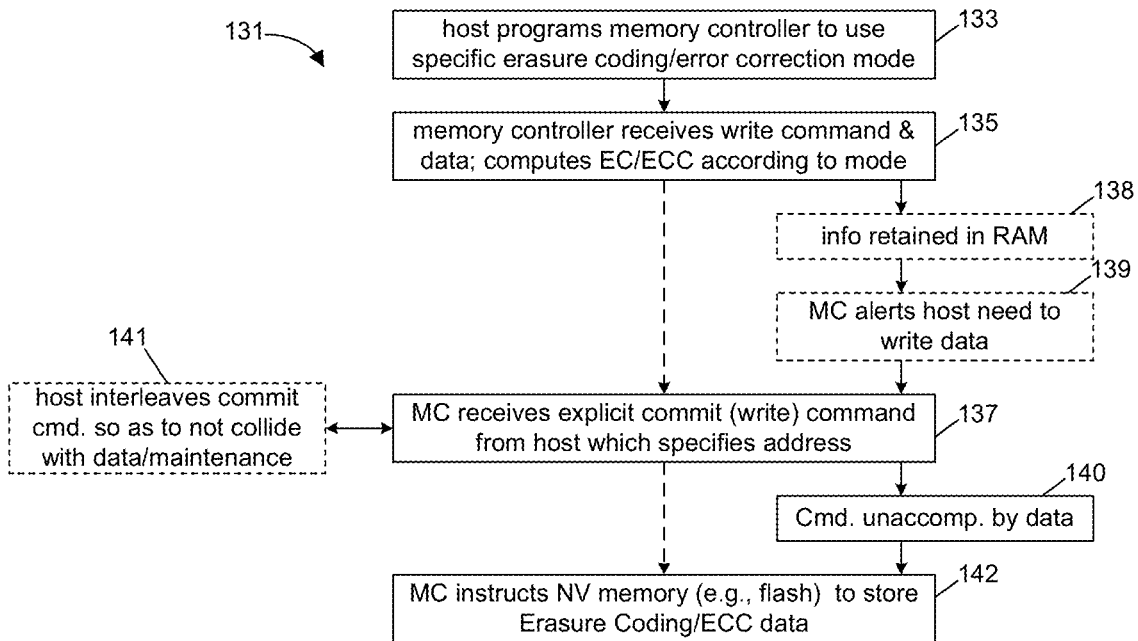 131
host programs memory controller to use
specific erasure coding/error correction mode
133
memory controller receives write command &
data; computes EC/ECC according to mode
135
138
info retained in RAM
139
MC alerts host need to
write data
141
host interleaves commit
cmd. so as to not collide
with data/maintenance
MC receives explicit commit (write) command
from host which specifies address
137
140
Cmd. unaccomp. by data
142
MC instructs NV memory (e.g., flash) to store
Erasure Coding/ECC data